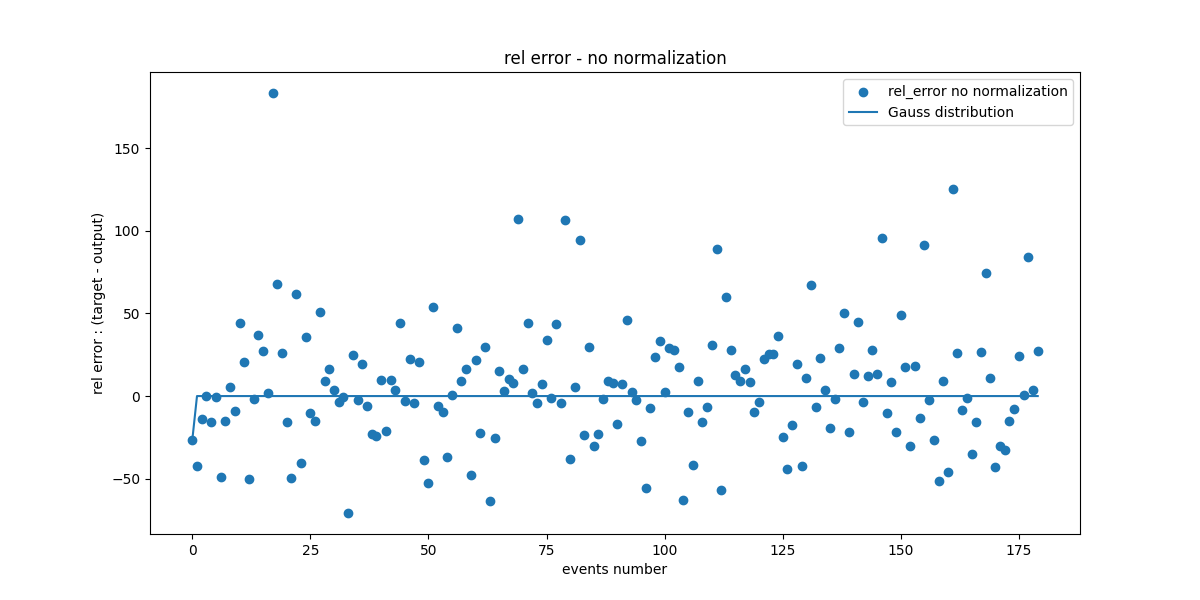 rel error - no normalization
rel_error no normalization
Gauss distribution
rel error : (target - output)
150
100
50
0
−50
0
25
50
75
100
125
150
175
events number